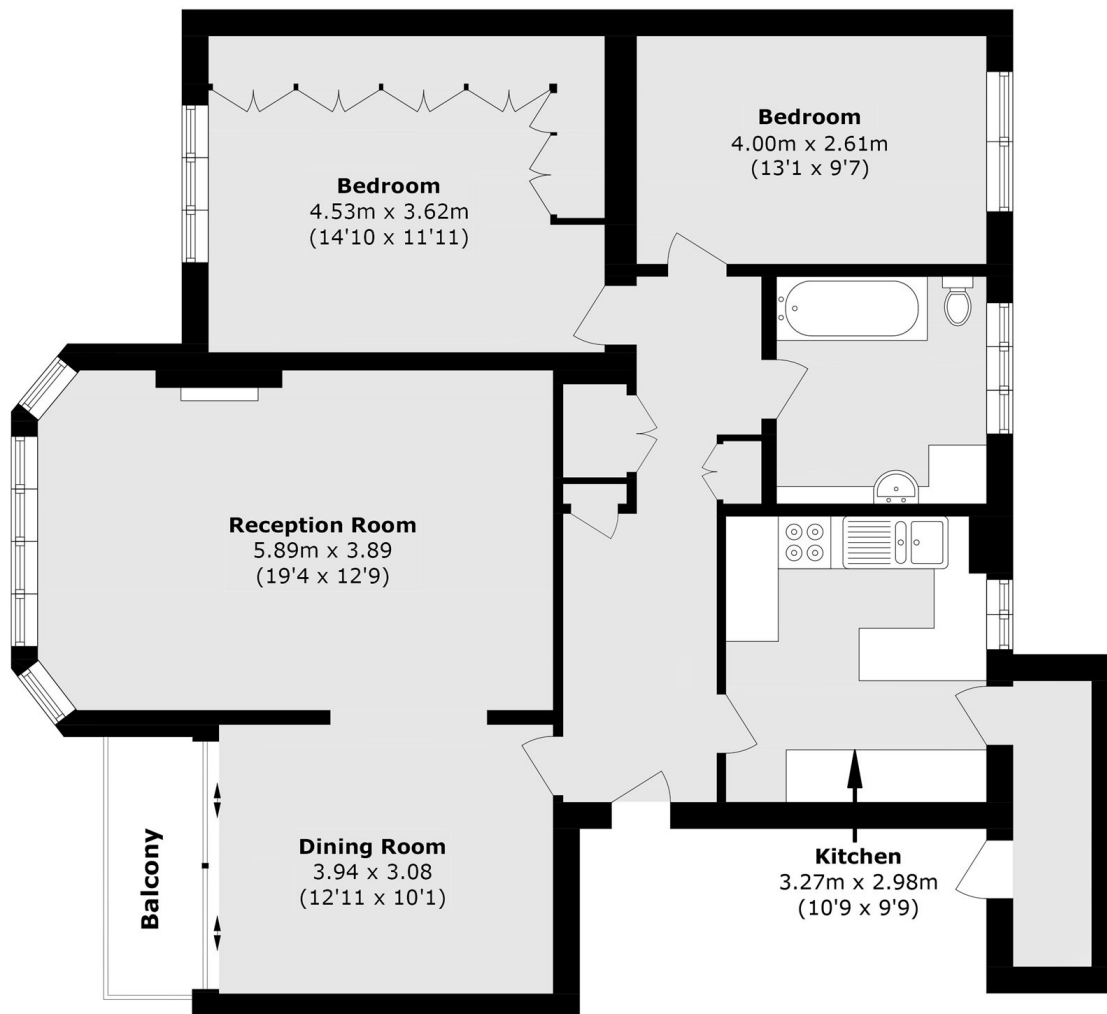 Bedroom
4.00m x 2.61m
(13'1 x 9'7)
Bedroom
4.53m x 3.62m
(14'10 x 11'11)
Reception Room
5.89m x 3.89
(19'4 x 12'9)
Dining Room
3.94 x 3.08
(12'11 x 10'1)
Balcony
Kitchen
3.27m x 2.98m
(10'9 x 9'9)